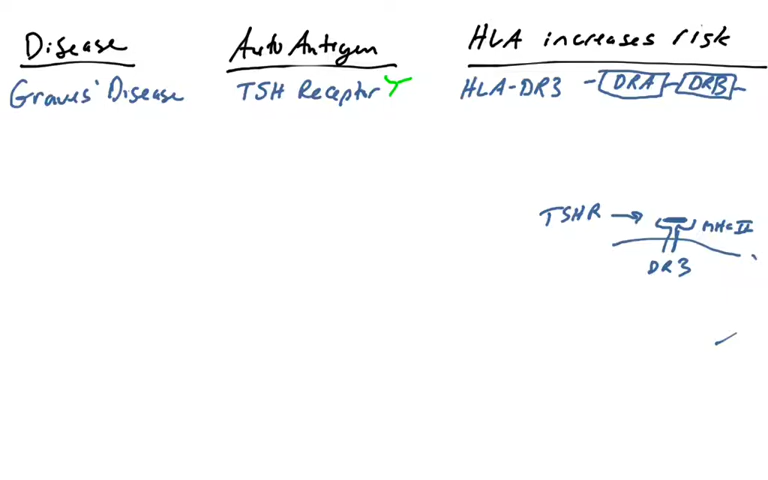 Disease AutoAntigen HLA increases risk
Graves' Disease TSH Receptor HLA-DR3 DRA DRB
TSHR → MHC II
DR3